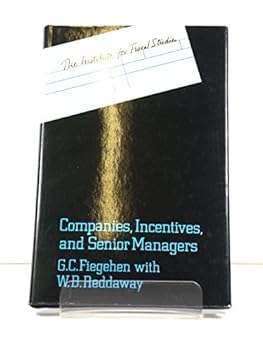 The Institute for Fiscal Studies
Companies, Incentives,
and Senior Managers
G.C.Fiegehen with
W.B.Reddaway